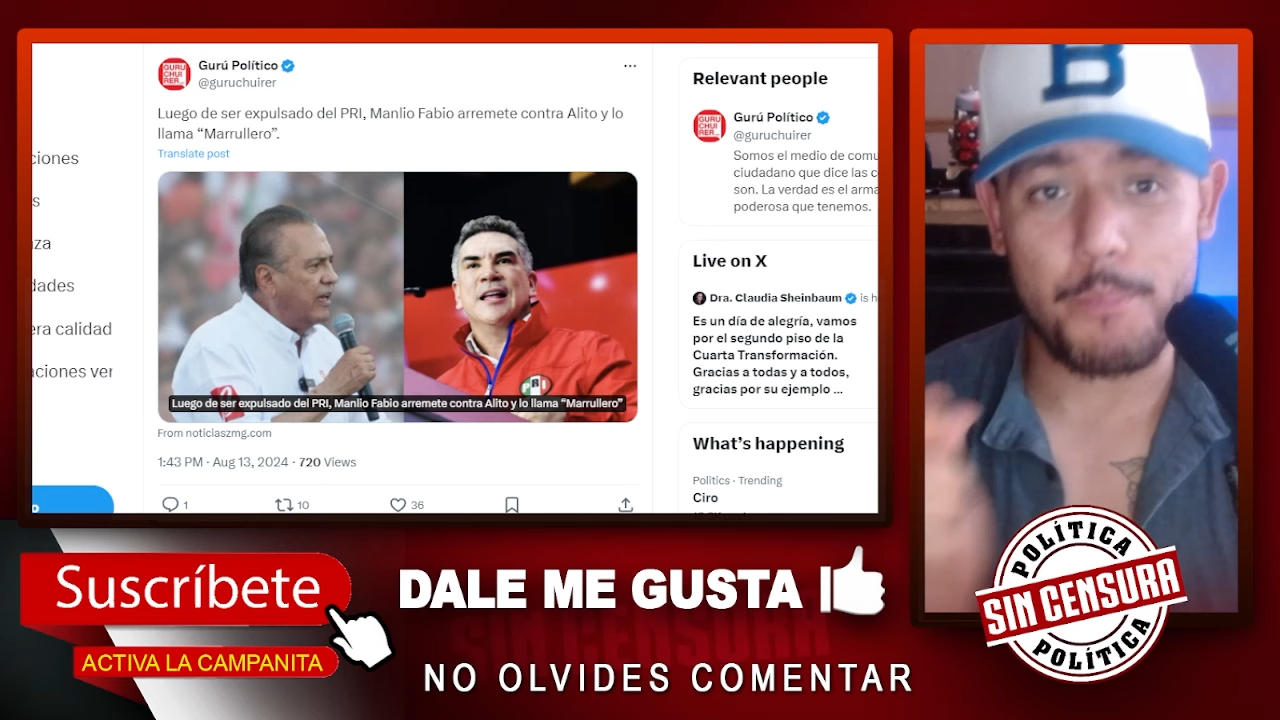 Gurú Político
@guruchuirer
Luego de ser expulsado del PRI, Manlio Fabio arremete contra Alito y lo
llama “Marrullero”.
Translate post
PRI
Luego de ser expulsado del PRI, Manlio Fabio arremete contra Alito y lo llama “Marrullero”
From noticiaszmg.com
1:43 PM · Aug 13, 2024 · 720 Views
1
10
36
ciones
s
za
dades
era calidad
aciones ver
Relevant people
GURU
CHUI
RER
Gurú Político
@guruchuirer
Somos el medio de comu
ciudadano que dice las c
son. La verdad es el arma
poderosa que tenemos.
Live on X
Dra. Claudia Sheinbaum is h
Es un día de alegría, vamos
por el segundo piso de la
Cuarta Transformación.
Gracias a todas y a todos,
gracias por su ejemplo ...
What’s happening
Politics · Trending
Ciro
B
Suscríbete
ACTIVA LA CAMPANITA
DALE ME GUSTA
NO OLVIDES COMENTAR
POLÍTICA
SIN CENSURA
POLÍTICA